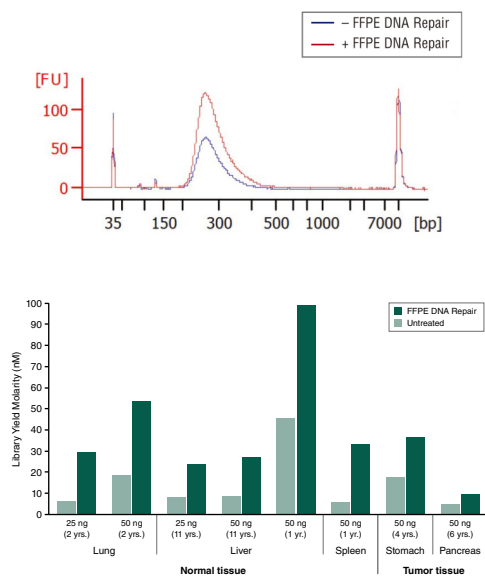 – FFPE DNA Repair
+ FFPE DNA Repair
[FU]
100
50
0
35 150 300 500 1000 7000 [bp]
100
90
80
70
60
50
40
30
20
10
0
Library Yield Molarity (nM)
FFPE DNA Repair
Untreated
25 ng 50 ng 25 ng 50 ng 50 ng 50 ng 50 ng 50 ng
(2 yrs.) (2 yrs.) (11 yrs.) (11 yrs.) (1 yr.) (1 yr.) (4 yrs.) (6 yrs.)
Lung Liver Spleen Stomach Pancreas
Normal tissue Tumor tissue